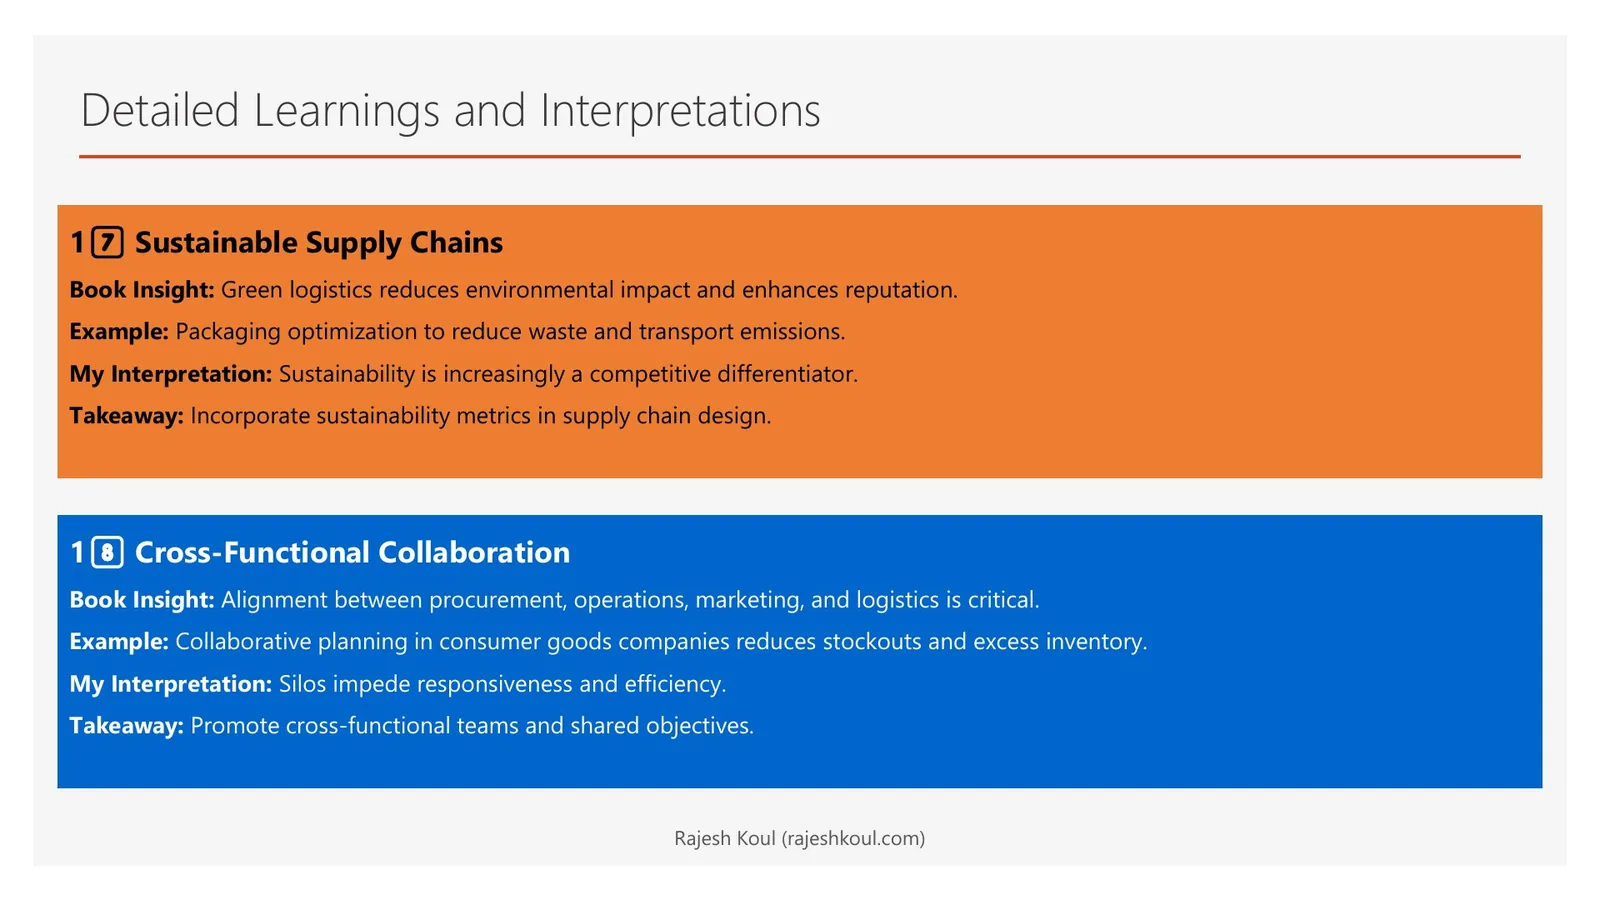 Detailed Learnings and Interpretations
17️⃣ Sustainable Supply Chains
Book Insight: Green logistics reduces environmental impact and enhances reputation.
Example: Packaging optimization to reduce waste and transport emissions.
My Interpretation: Sustainability is increasingly a competitive differentiator.
Takeaway: Incorporate sustainability metrics in supply chain design.
18️⃣ Cross-Functional Collaboration
Book Insight: Alignment between procurement, operations, marketing, and logistics is critical.
Example: Collaborative planning in consumer goods companies reduces stockouts and excess inventory.
My Interpretation: Silos impede responsiveness and efficiency.
Takeaway: Promote cross-functional teams and shared objectives.
Rajesh Koul (rajeshkoul.com)